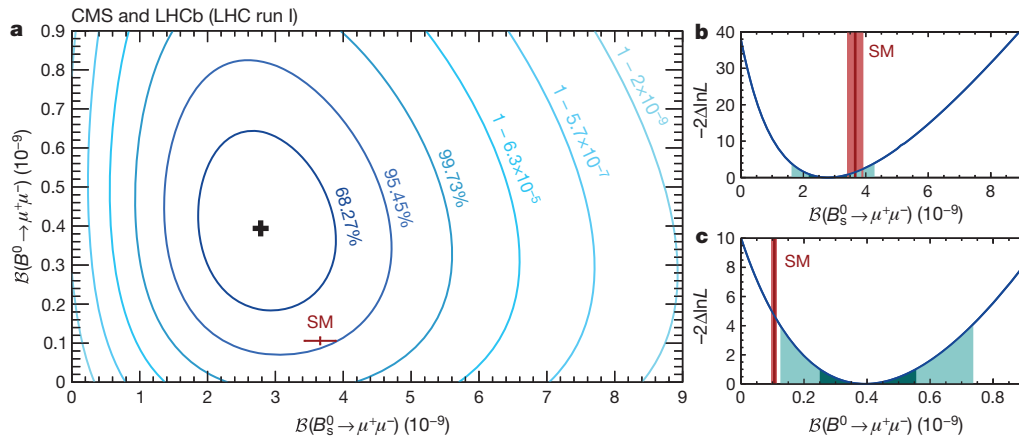 CMS and LHCb (LHC run I)
a
0.9
0.8
0.7
0.6
0.5
0.4
0.3
0.2
0.1
0
0 1 2 3 4 5 6 7 8 9
ℬ(B⁰ → μ⁺μ⁻) (10⁻⁹)
ℬ(B⁰ₛ → μ⁺μ⁻) (10⁻⁹)
68.27%
95.45%
99.73%
1 – 6.3×10⁻⁵
1 – 5.7×10⁻⁷
1 – 2×10⁻⁹
SM
b
40
30
20
10
0
0 2 4 6 8
–2ΔlnL
SM
ℬ(B⁰ₛ → μ⁺μ⁻) (10⁻⁹)
c
10
8
6
4
2
0
0 0.2 0.4 0.6 0.8
–2ΔlnL
SM
ℬ(B⁰ → μ⁺μ⁻) (10⁻⁹)